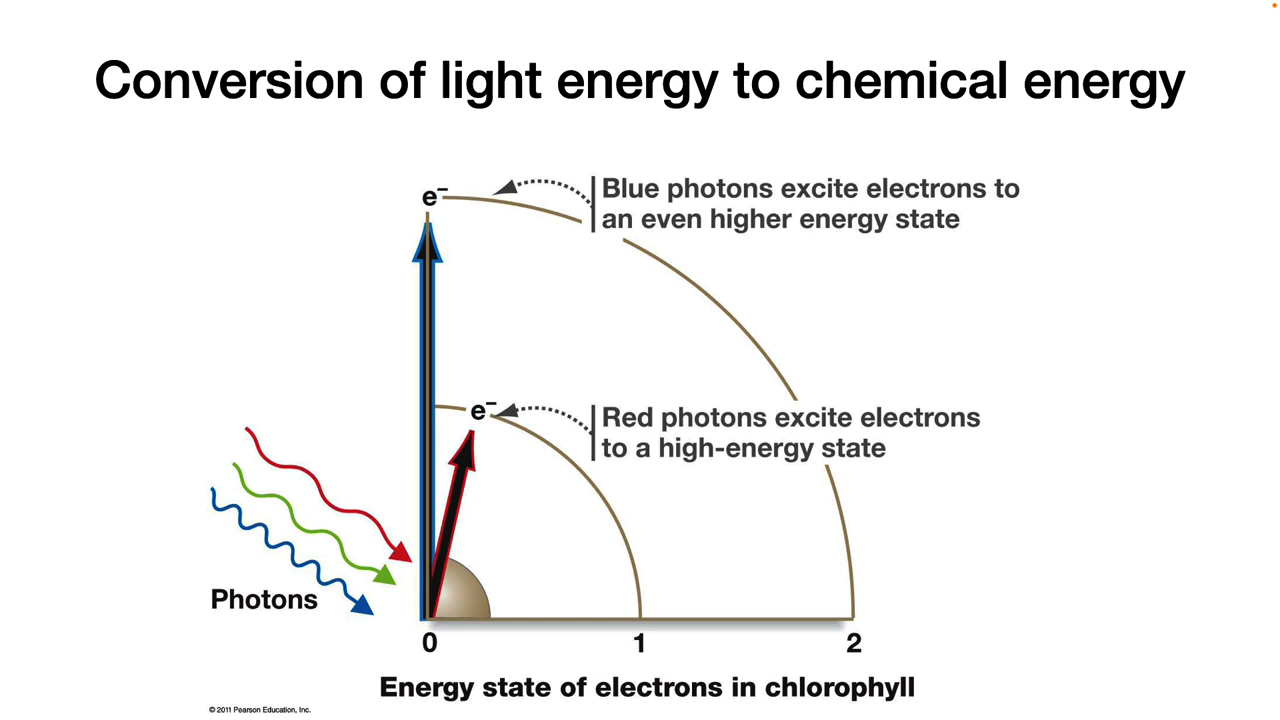 Conversion of light energy to chemical energy
e⁻
Blue photons excite electrons to
an even higher energy state
e⁻
Red photons excite electrons
to a high-energy state
Photons
0 1 2
Energy state of electrons in chlorophyll
© 2011 Pearson Education, Inc.